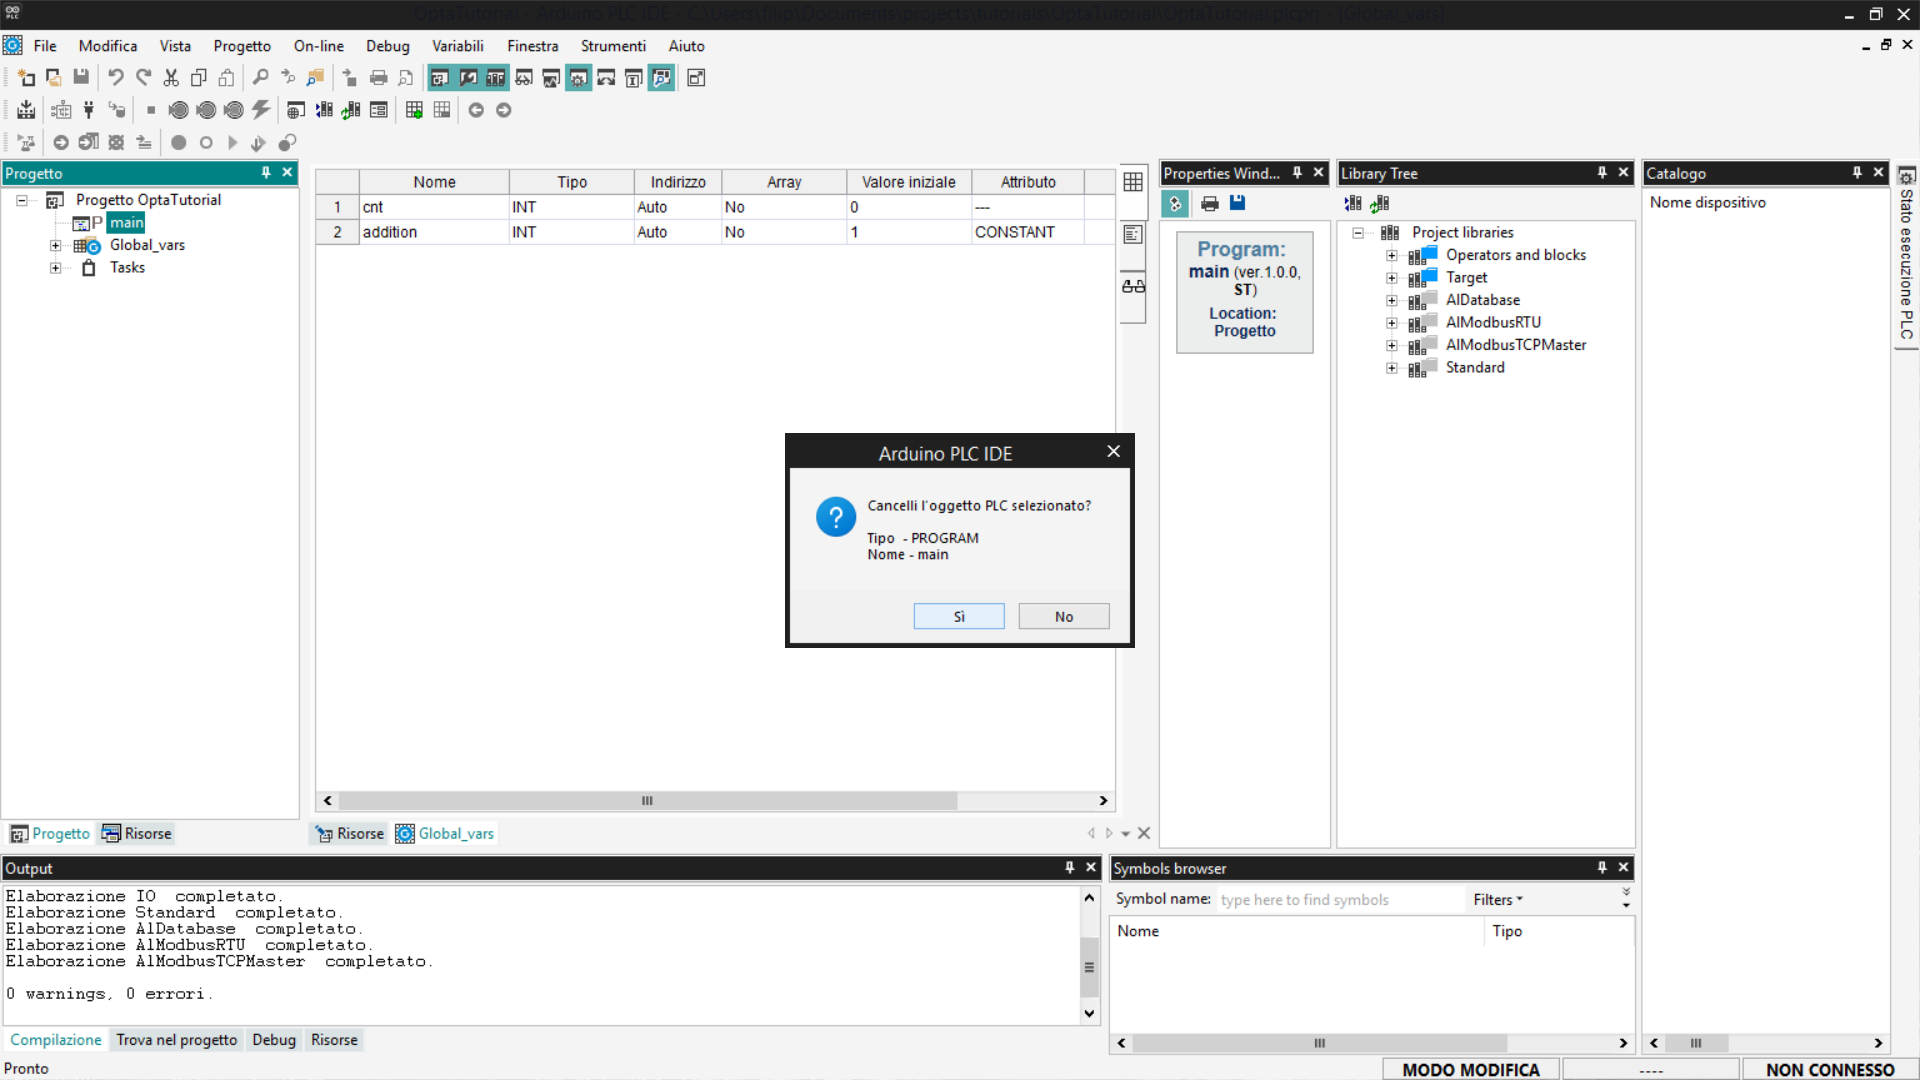 OptaTutorial - Arduino PLC IDE - C:\Users\filip\Documents\projects\tutorials\OptaTutorial\OptaTutorial.plcprj - [Global_vars]
File Modifica Vista Progetto On-line Debug Variabili Finestra Strumenti Aiuto
Progetto
Progetto OptaTutorial
P main
Global_vars
Tasks
Progetto Risorse
Nome Tipo Indirizzo Array Valore iniziale Attributo
1 cnt INT Auto No 0 ---
2 addition INT Auto No 1 CONSTANT
Risorse Global_vars
Arduino PLC IDE
Cancelli l'oggetto PLC selezionato?
Tipo - PROGRAM
Nome - main
Sì No
Properties Wind...
Program:
main (ver.1.0.0,
ST)
Location:
Progetto
Library Tree
Project libraries
Operators and blocks
Target
AlDatabase
AlModbusRTU
AlModbusTCPMaster
Standard
Catalogo
Nome dispositivo
Stato esecuzione PLC
Output
Elaborazione IO completato.
Elaborazione Standard completato.
Elaborazione AlDatabase completato.
Elaborazione AlModbusRTU completato.
Elaborazione AlModbusTCPMaster completato.
0 warnings, 0 errori.
Compilazione Trova nel progetto Debug Risorse
Symbols browser
Symbol name: type here to find symbols Filters
Nome Tipo
Pronto
MODO MODIFICA ---- NON CONNESSO